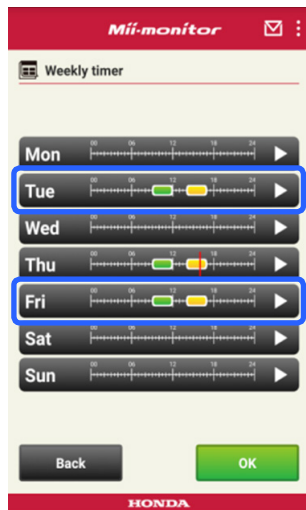 Mii-monitor
Weekly timer
Mon 00 06 12 18 24
Tue 00 06 12 18 24
Wed 00 06 12 18 24
Thu 00 06 12 18 24
Fri 00 06 12 18 24
Sat 00 06 12 18 24
Sun 00 06 12 18 24
Back OK
HONDA